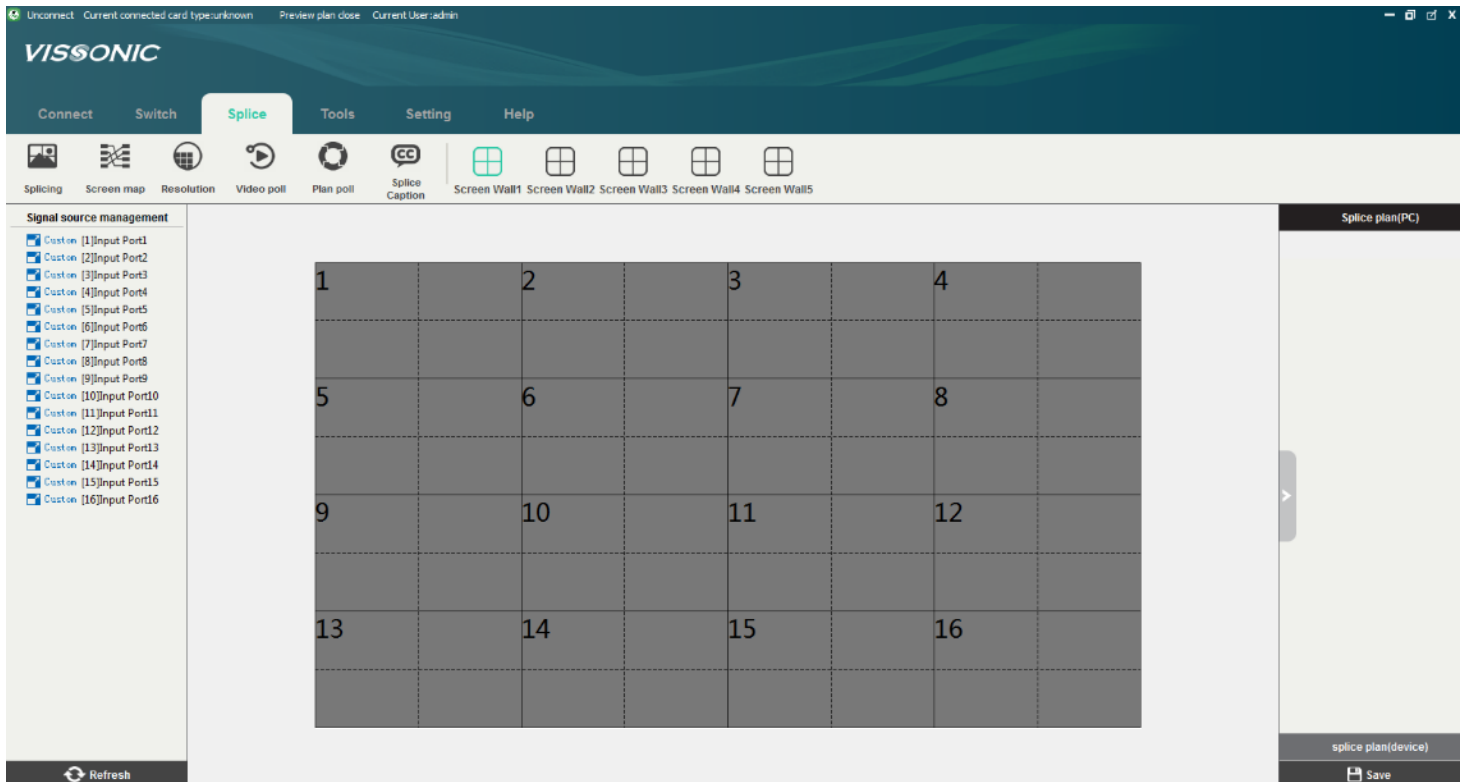 Unconnect Current connected card type:unknown Preview plan close Current User:admin
VISSONIC
Connect Switch Splice Tools Setting Help
Splicing Screen map Resolution Video poll Plan poll Splice Caption Screen Wall1 Screen Wall2 Screen Wall3 Screen Wall4 Screen Wall5
Signal source management
Custom [1]Input Port1
Custom [2]Input Port2
Custom [3]Input Port3
Custom [4]Input Port4
Custom [5]Input Port5
Custom [6]Input Port6
Custom [7]Input Port7
Custom [8]Input Port8
Custom [9]Input Port9
Custom [10]Input Port10
Custom [11]Input Port11
Custom [12]Input Port12
Custom [13]Input Port13
Custom [14]Input Port14
Custom [15]Input Port15
Custom [16]Input Port16
Refresh
1 2 3 4
5 6 7 8
9 10 11 12
13 14 15 16
Splice plan(PC)
splice plan(device)
Save